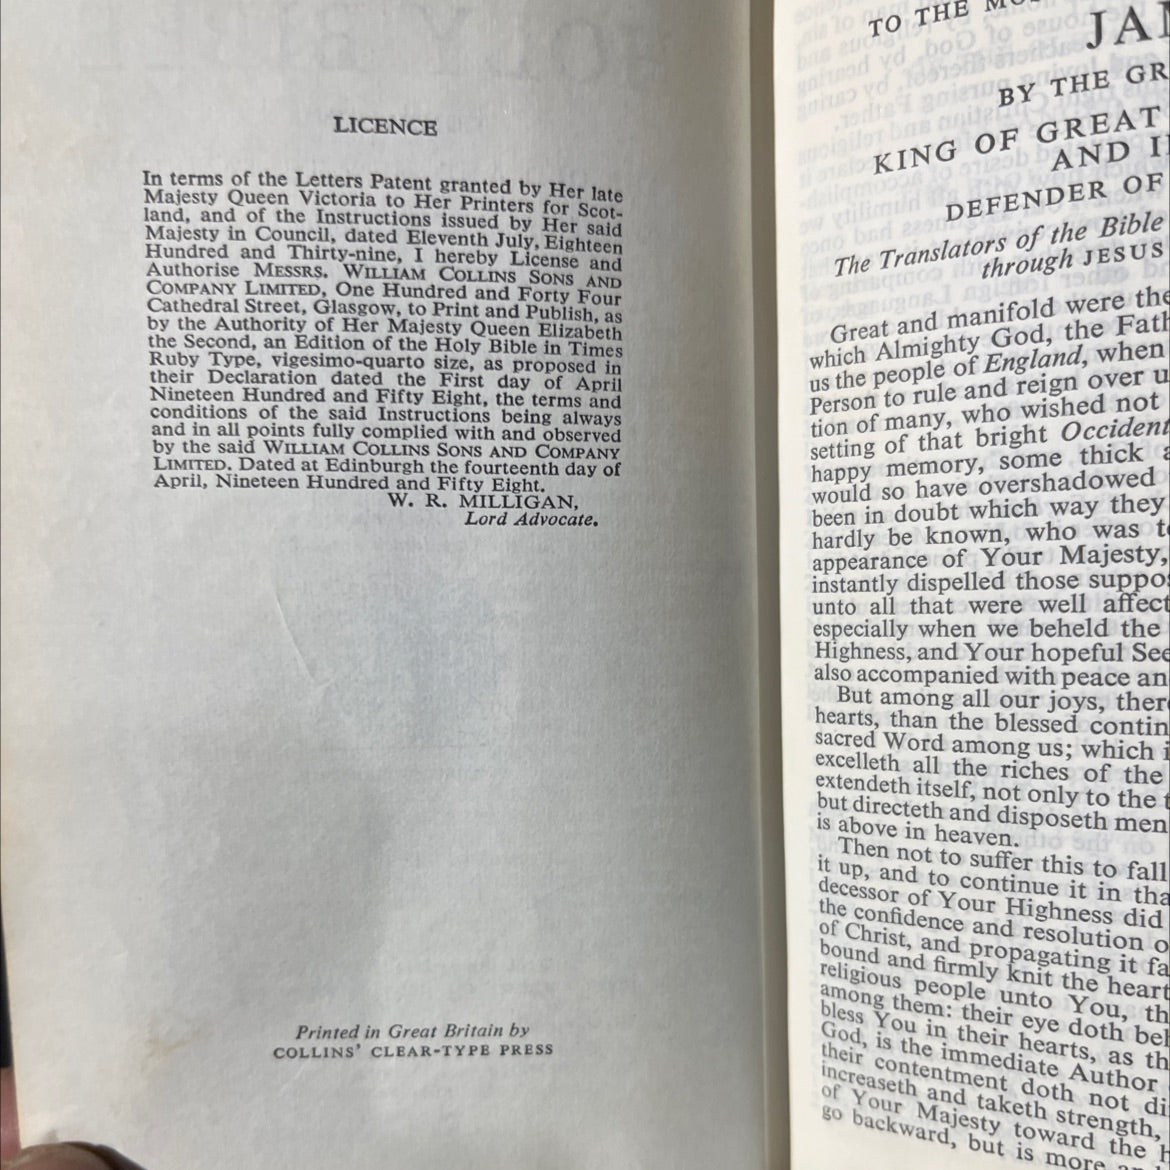 LICENCE
In terms of the Letters Patent granted by Her late
Majesty Queen Victoria to Her Printers for Scot-
land, and of the Instructions issued by Her said
Majesty in Council, dated Eleventh July, Eighteen
Hundred and Thirty-nine, I hereby License and
Authorise MESSRS. WILLIAM COLLINS SONS AND
COMPANY LIMITED, One Hundred and Forty Four
Cathedral Street, Glasgow, to Print and Publish, as
by the Authority of Her Majesty Queen Elizabeth
the Second, an Edition of the Holy Bible in Times
Ruby Type, vigesimo-quarto size, as proposed in
their Declaration dated the First day of April
Nineteen Hundred and Fifty Eight, the terms and
conditions of the said Instructions being always
and in all points fully complied with and observed
by the said WILLIAM COLLINS SONS AND COMPANY
LIMITED. Dated at Edinburgh the fourteenth day of
April, Nineteen Hundred and Fifty Eight.
W. R. MILLIGAN,
Lord Advocate.
Printed in Great Britain by
COLLINS' CLEAR-TYPE PRESS
TO THE
JA
BY THE GR
KING OF GREAT
AND I
DEFENDER OF
The Translators of the Bible
through JESUS
Great and manifold were the
which Almighty God, the Fath
us the people of England, when
Person to rule and reign over u
tion of many, who wished not
setting of that bright Occident
happy memory, some thick a
would so have overshadowed
been in doubt which way they
hardly be known, who was t
appearance of Your Majesty,
instantly dispelled those suppos
unto all that were well affect
especially when we beheld the
Highness, and Your hopeful See
also accompanied with peace an
But among all our joys, ther
hearts, than the blessed contin
sacred Word among us; which i
excelleth all the riches of the
extendeth itself, not only to the t
but directeth and disposeth men
is above in heaven.
Then not to suffer this to fall
it up, and to continue it in tha
decessor of Your Highness did
the confidence and resolution o
of Christ, and propagating it fa
bound and firmly knit the heart
religious people unto You, th
among them: their eye doth beh
bless You in their hearts, as th
God, is the immediate Author
their contentment doth not di
increaseth and taketh strength,
of Your Majesty toward the h
go backward, but is more